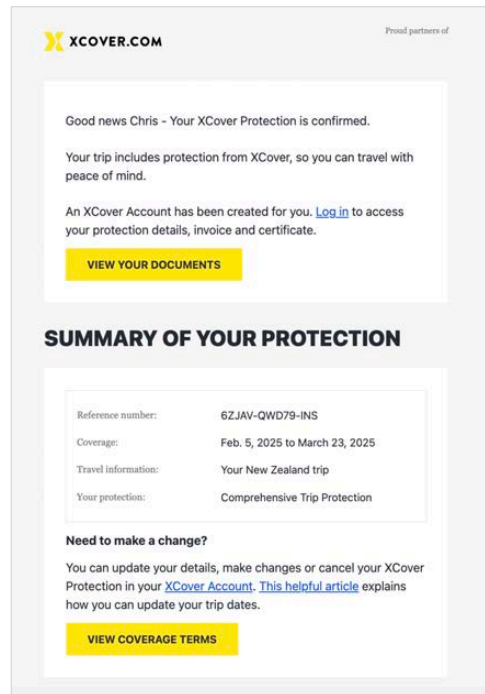 XCOVER.COM
Proud partners of
Good news Chris - Your XCover Protection is confirmed.
Your trip includes protection from XCover, so you can travel with
peace of mind.
An XCover Account has been created for you. Log in to access
your protection details, invoice and certificate.
VIEW YOUR DOCUMENTS
SUMMARY OF YOUR PROTECTION
Reference number: 6ZJAV-QWD79-INS
Coverage: Feb. 5, 2025 to March 23, 2025
Travel information: Your New Zealand trip
Your protection: Comprehensive Trip Protection
Need to make a change?
You can update your details, make changes or cancel your XCover
Protection in your XCover Account. This helpful article explains
how you can update your trip dates.
VIEW COVERAGE TERMS